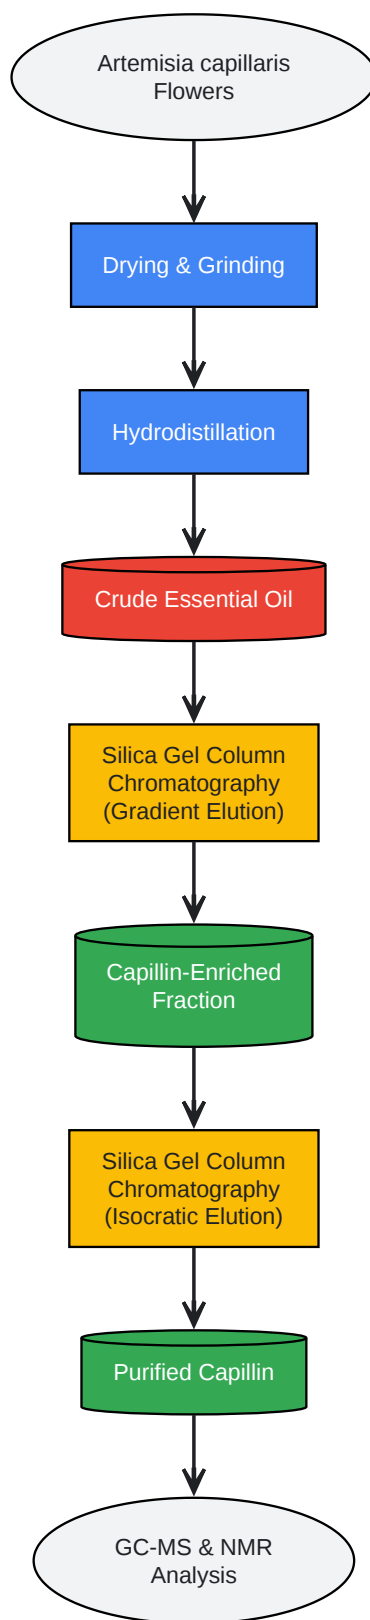 Artemisia capillaris
Flowers
Drying & Grinding
Hydrodistillation
Crude Essential Oil
Silica Gel Column
Chromatography
(Gradient Elution)
Capillin-Enriched
Fraction
Silica Gel Column
Chromatography
(Isocratic Elution)
Purified Capillin
GC-MS & NMR
Analysis